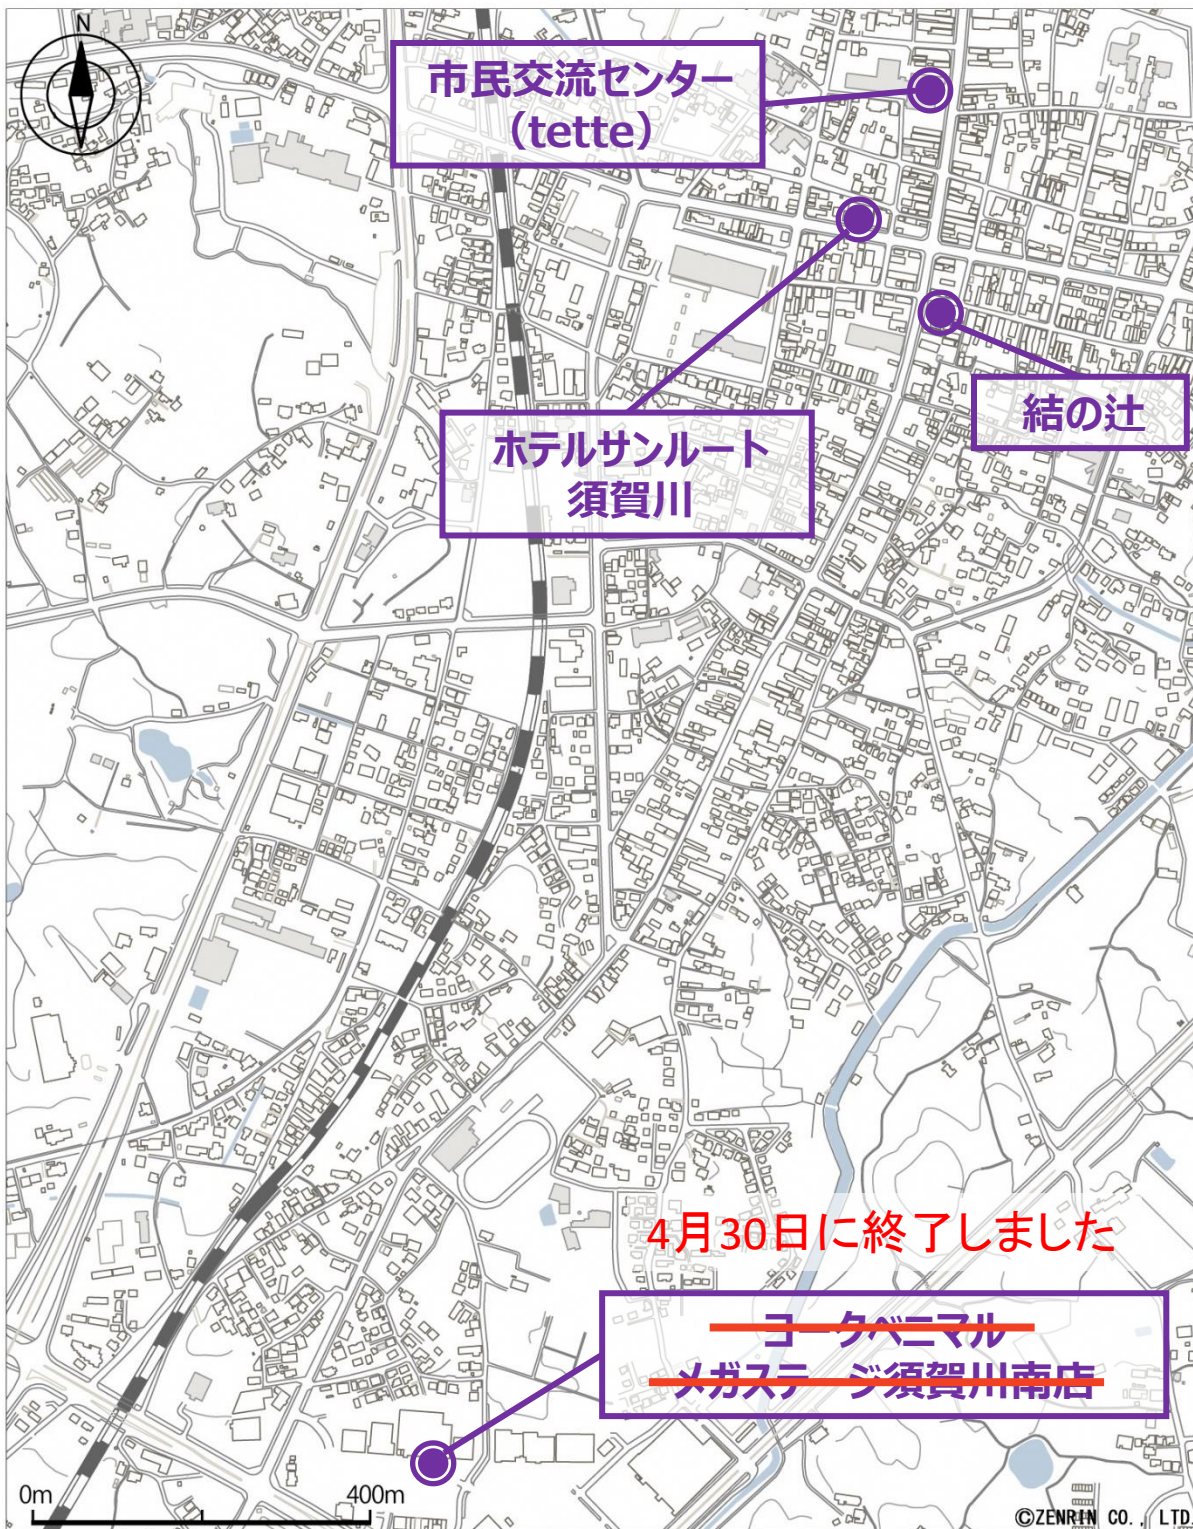 N
市民交流センター
(tette)
ホテルサンルート
須賀川
結の辻
4月30日に終了しました
ヨークベニマル
メガステージ須賀川南店
0m
400m
©ZENRIN CO., LTD.